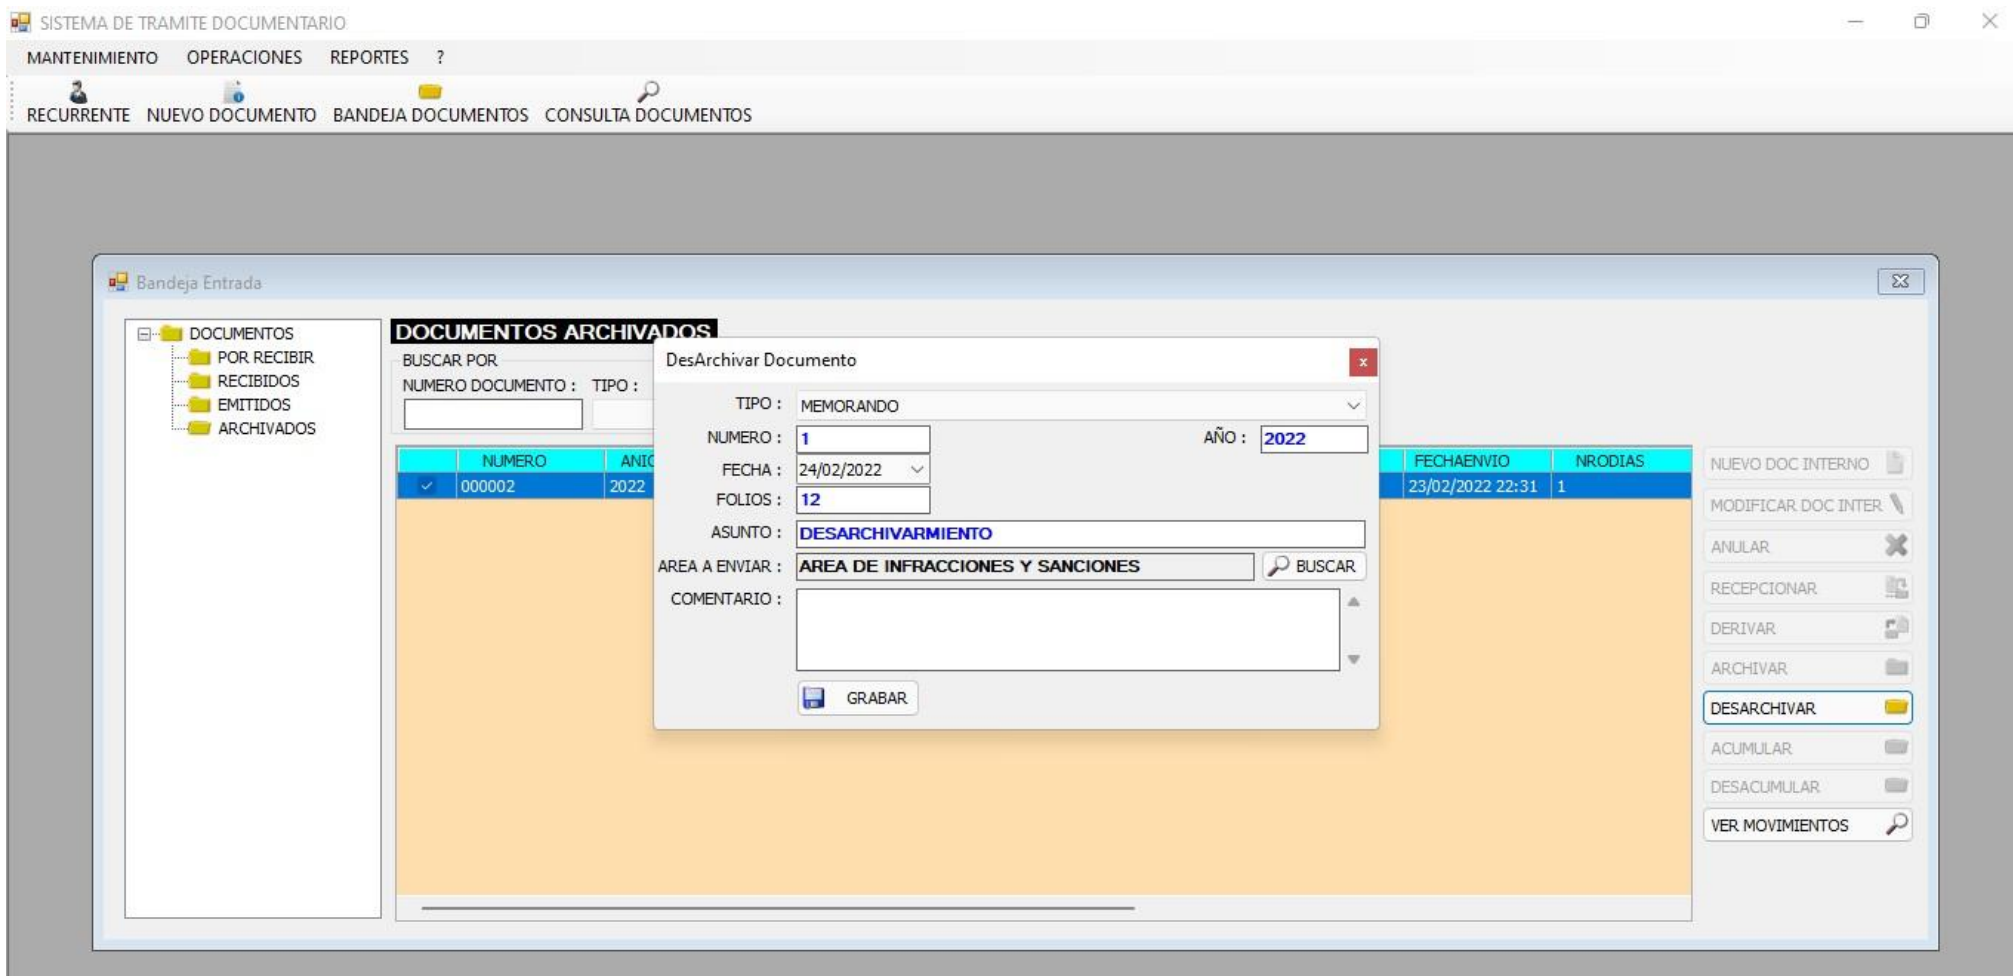 SISTEMA DE TRAMITE DOCUMENTARIO
MANTENIMIENTO OPERACIONES REPORTES ?
RECURRENTE NUEVO DOCUMENTO BANDEJA DOCUMENTOS CONSULTA DOCUMENTOS
Bandeja Entrada
DOCUMENTOS
POR RECIBIR
RECIBIDOS
EMITIDOS
ARCHIVADOS
DOCUMENTOS ARCHIVADOS
BUSCAR POR
NUMERO DOCUMENTO : TIPO :
NUMERO ANIO FECHAENVIO NRODIAS
000002 2022 23/02/2022 22:31 1
DesArchivar Documento
x
TIPO : MEMORANDO
NUMERO : 1 AÑO : 2022
FECHA : 24/02/2022
FOLIOS : 12
ASUNTO : DESARCHIVARMIENTO
AREA A ENVIAR : AREA DE INFRACCIONES Y SANCIONES BUSCAR
COMENTARIO :
GRABAR
NUEVO DOC INTERNO
MODIFICAR DOC INTER
ANULAR
RECEPCIONAR
DERIVAR
ARCHIVAR
DESARCHIVAR
ACUMULAR
DESACUMULAR
VER MOVIMIENTOS